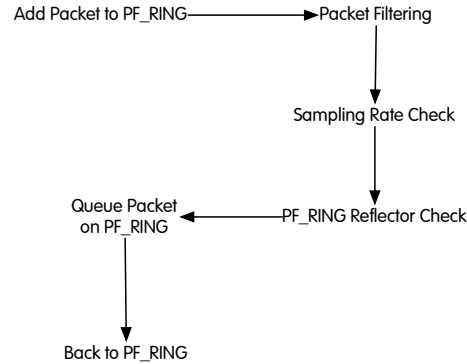 Add Packet to PF_RING
Packet Filtering
Sampling Rate Check
PF_RING Reflector Check
Queue Packet
on PF_RING
Back to PF_RING